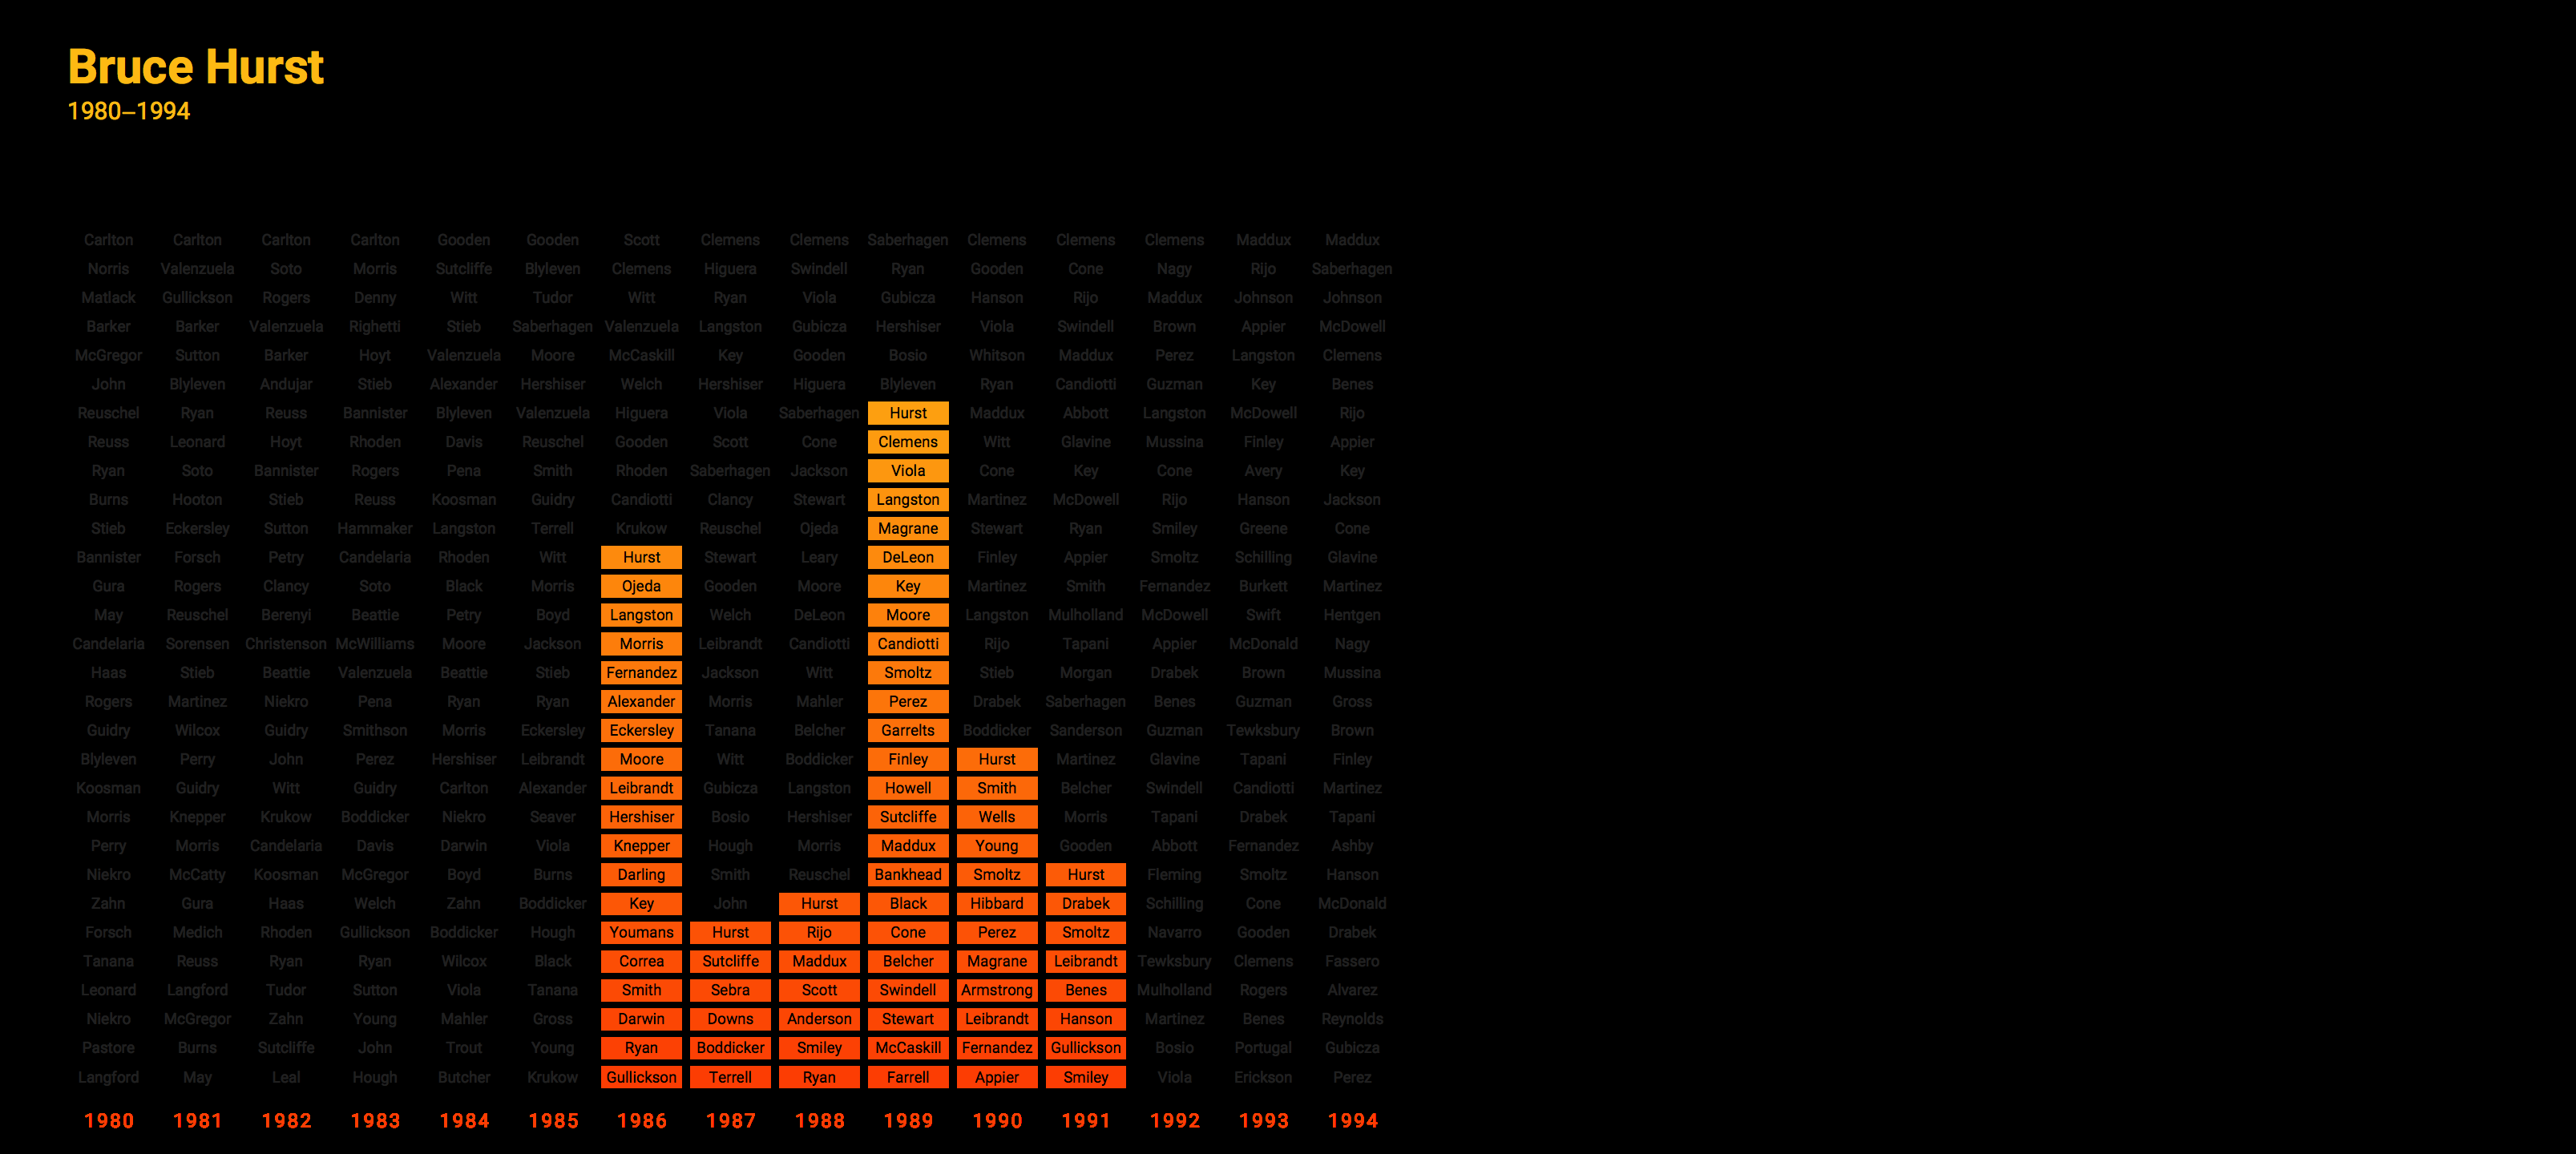 Bruce Hurst
1980–1994
Carlton Carlton Carlton Carlton Gooden Gooden Scott Clemens Clemens Saberhagen Clemens Clemens Clemens Maddux Maddux
Norris Valenzuela Soto Morris Sutcliffe Blyleven Clemens Higuera Swindell Ryan Gooden Cone Nagy Rijo Saberhagen
Matlack Gullickson Rogers Denny Witt Tudor Witt Ryan Viola Gubicza Hanson Rijo Maddux Johnson Johnson
Barker Barker Valenzuela Righetti Stieb Saberhagen Valenzuela Langston Gubicza Hershiser Viola Swindell Brown Appier McDowell
McGregor Sutton Barker Hoyt Valenzuela Moore McCaskill Key Gooden Bosio Whitson Maddux Perez Langston Clemens
John Blyleven Andujar Stieb Alexander Hershiser Welch Hershiser Higuera Blyleven Ryan Candiotti Guzman Key Benes
Reuschel Ryan Reuss Bannister Blyleven Valenzuela Higuera Viola Saberhagen Hurst Maddux Abbott Langston McDowell Rijo
Reuss Leonard Hoyt Rhoden Davis Reuschel Gooden Scott Cone Clemens Witt Glavine Mussina Finley Appier
Ryan Soto Bannister Rogers Pena Smith Rhoden Saberhagen Jackson Viola Cone Key Cone Avery Key
Burns Hooton Stieb Reuss Koosman Guidry Candiotti Clancy Stewart Langston Martinez McDowell Rijo Hanson Jackson
Stieb Eckersley Sutton Hammaker Langston Terrell Krukow Reuschel Ojeda Magrane Stewart Ryan Smiley Greene Cone
Bannister Forsch Petry Candelaria Rhoden Witt Hurst Stewart Leary DeLeon Finley Appier Smoltz Schilling Glavine
Gura Rogers Clancy Soto Black Morris Ojeda Gooden Moore Key Martinez Smith Fernandez Burkett Martinez
May Reuschel Berenyi Beattie Petry Boyd Langston Welch DeLeon Moore Langston Mulholland McDowell Swift Hentgen
Candelaria Sorensen Christenson McWilliams Moore Jackson Morris Leibrandt Candiotti Candiotti Rijo Tapani Appier McDonald Nagy
Haas Stieb Beattie Valenzuela Beattie Stieb Fernandez Jackson Witt Smoltz Stieb Morgan Drabek Brown Mussina
Rogers Martinez Niekro Pena Ryan Ryan Alexander Morris Mahler Perez Drabek Saberhagen Benes Guzman Gross
Guidry Wilcox Guidry Smithson Morris Eckersley Eckersley Tanana Belcher Garrelts Boddicker Sanderson Guzman Tewksbury Brown
Blyleven Perry John Perez Hershiser Leibrandt Moore Witt Boddicker Finley Hurst Martinez Glavine Tapani Finley
Koosman Guidry Witt Guidry Carlton Alexander Leibrandt Gubicza Langston Howell Smith Belcher Swindell Candiotti Martinez
Morris Knepper Krukow Boddicker Niekro Seaver Hershiser Bosio Hershiser Sutcliffe Wells Morris Tapani Drabek Tapani
Perry Morris Candelaria Davis Darwin Viola Knepper Hough Morris Maddux Young Gooden Abbott Fernandez Ashby
Niekro McCatty Koosman McGregor Boyd Burns Darling Smith Reuschel Bankhead Smoltz Hurst Fleming Smoltz Hanson
Zahn Gura Haas Welch Zahn Boddicker Key John Hurst Black Hibbard Drabek Schilling Cone McDonald
Forsch Medich Rhoden Gullickson Boddicker Hough Youmans Hurst Rijo Cone Perez Smoltz Navarro Gooden Drabek
Tanana Reuss Ryan Ryan Wilcox Black Correa Sutcliffe Maddux Belcher Magrane Leibrandt Tewksbury Clemens Fassero
Leonard Langford Tudor Sutton Viola Tanana Smith Sebra Scott Swindell Armstrong Benes Mulholland Rogers Alvarez
Niekro McGregor Zahn Young Mahler Gross Darwin Downs Anderson Stewart Leibrandt Hanson Martinez Benes Reynolds
Pastore Burns Sutcliffe John Trout Young Ryan Boddicker Smiley McCaskill Fernandez Gullickson Bosio Portugal Gubicza
Langford May Leal Hough Butcher Krukow Gullickson Terrell Ryan Farrell Appier Smiley Viola Erickson Perez
1980 1981 1982 1983 1984 1985 1986 1987 1988 1989 1990 1991 1992 1993 1994